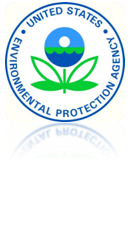 UNITED STATES
ENVIRONMENTAL PROTECTION AGENCY